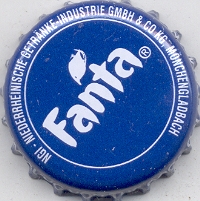 NGI - NIEDERRHEINISCHE GETRÄNKE-INDUSTRIE GMBH & CO KG. MÖNCHENGLADBACH
Fanta®